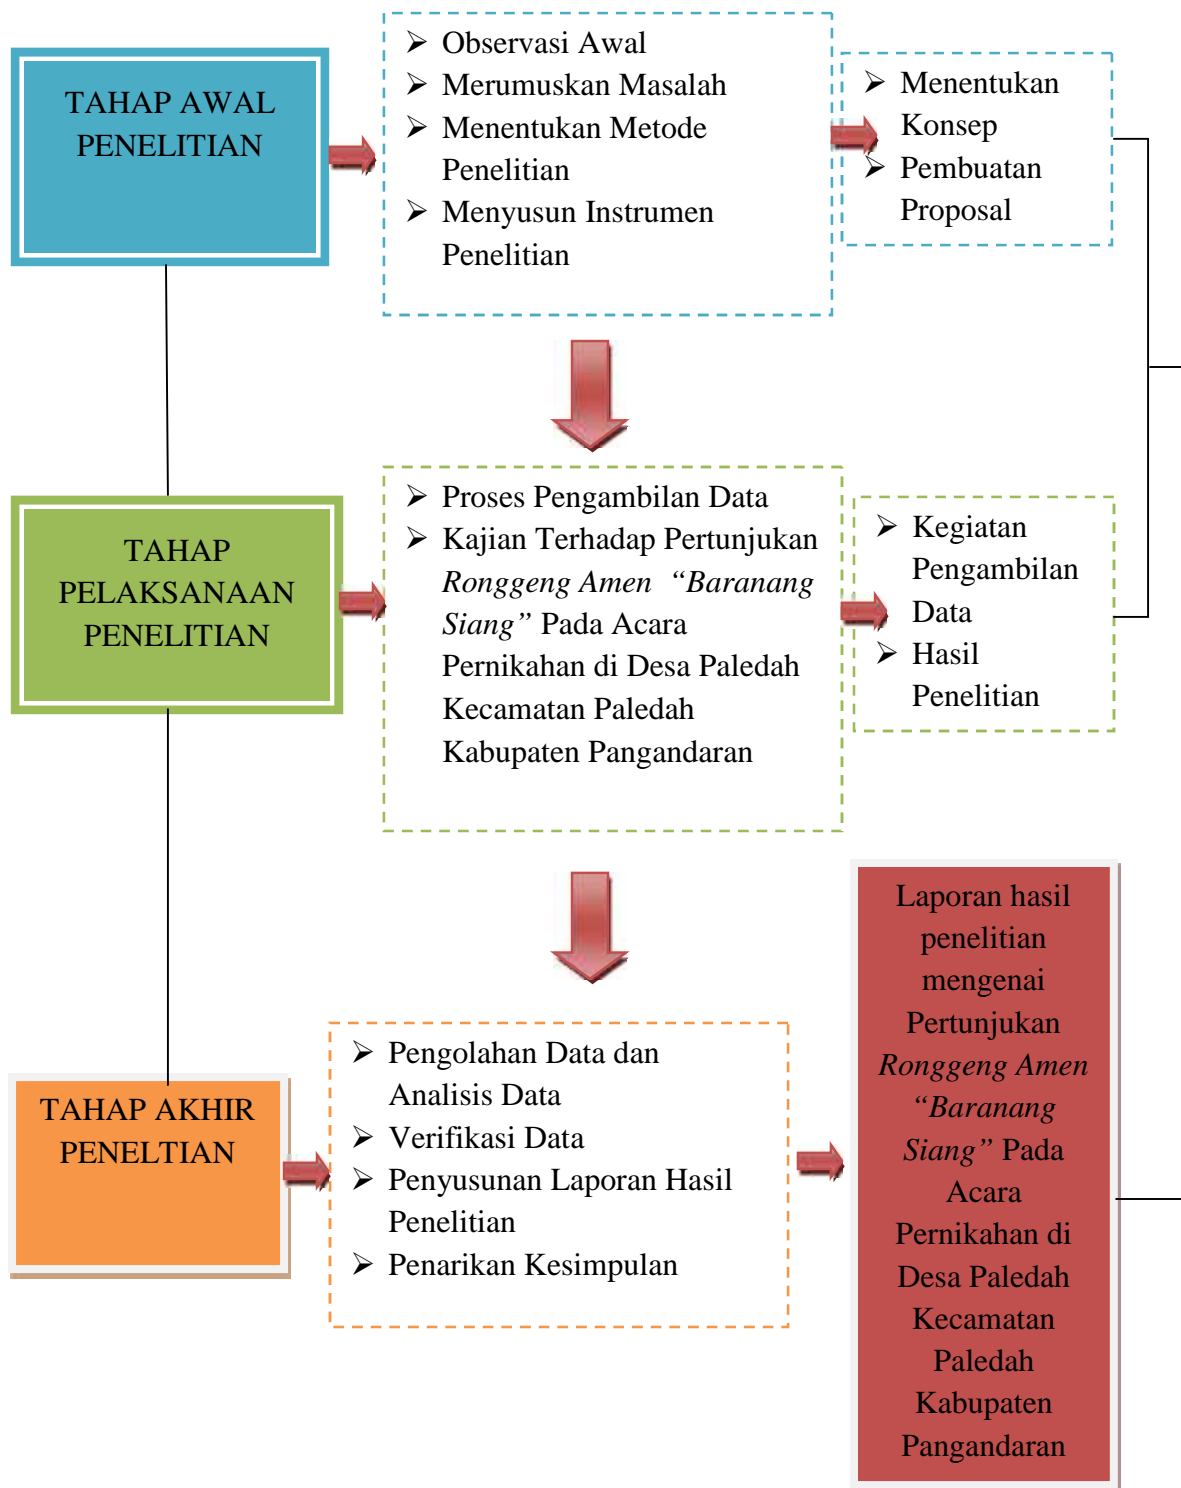 TAHAP AWAL
PENELITIAN
➢ Observasi Awal
➢ Merumuskan Masalah
➢ Menentukan Metode
Penelitian
➢ Menyusun Instrumen
Penelitian
➢ Menentukan
Konsep
➢ Pembuatan
Proposal
TAHAP
PELAKSANAAN
PENELITIAN
➢ Proses Pengambilan Data
➢ Kajian Terhadap Pertunjukan
Ronggeng Amen “Baranang
Siang” Pada Acara
Pernikahan di Desa Paledah
Kecamatan Paledah
Kabupaten Pangandaran
➢ Kegiatan
Pengambilan
Data
➢ Hasil
Penelitian
TAHAP AKHIR
PENELTIAN
➢ Pengolahan Data dan
Analisis Data
➢ Verifikasi Data
➢ Penyusunan Laporan Hasil
Penelitian
➢ Penarikan Kesimpulan
Laporan hasil
penelitian
mengenai
Pertunjukan
Ronggeng Amen
“Baranang
Siang” Pada
Acara
Pernikahan di
Desa Paledah
Kecamatan
Paledah
Kabupaten
Pangandaran